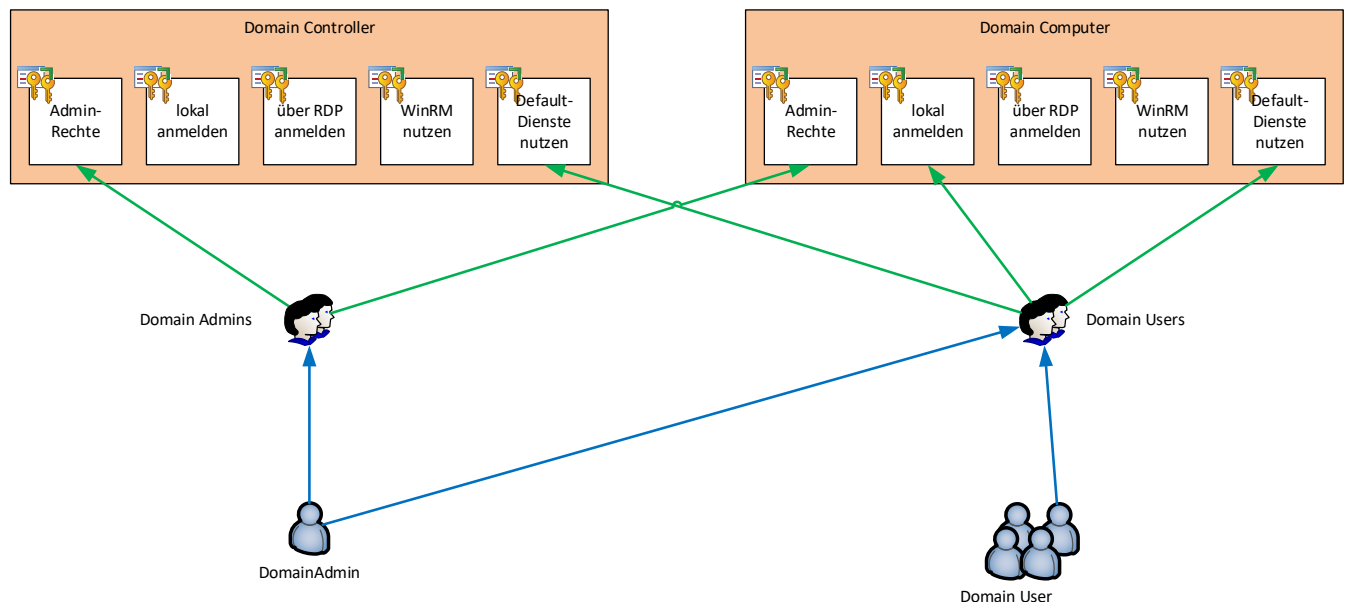 Domain Controller
Admin-
Rechte
lokal
anmelden
über RDP
anmelden
WinRM
nutzen
Default-
Dienste
nutzen
Domain Computer
Admin-
Rechte
lokal
anmelden
über RDP
anmelden
WinRM
nutzen
Default-
Dienste
nutzen
Domain Admins
Domain Users
DomainAdmin
Domain User